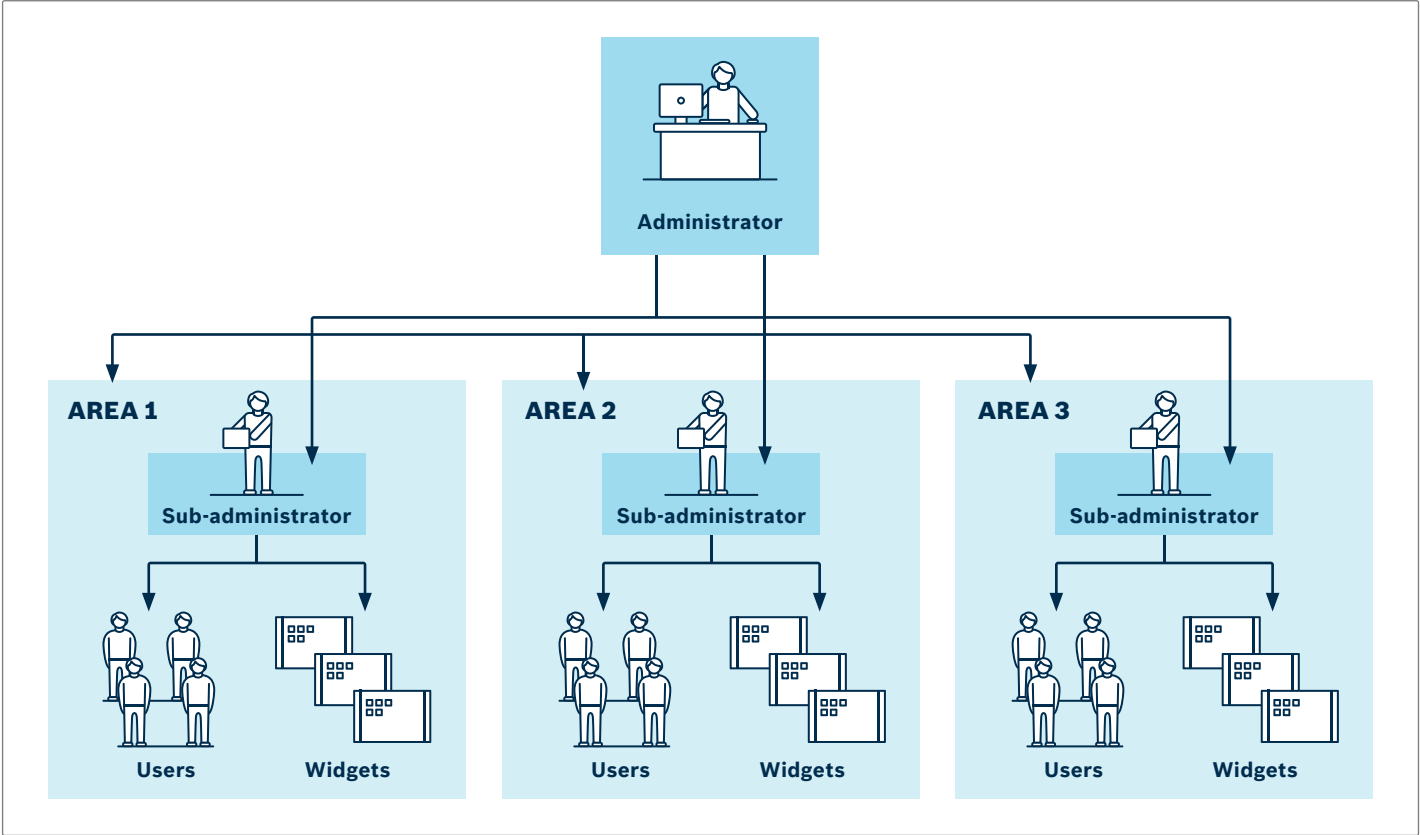 Administrator
AREA 1
Sub-administrator
Users
Widgets
AREA 2
Sub-administrator
Users
Widgets
AREA 3
Sub-administrator
Users
Widgets